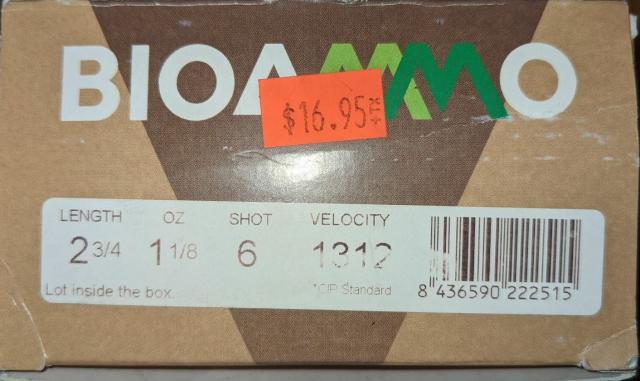 BIOAMMO
$16.95 +TX
LENGTH OZ SHOT VELOCITY
2 3/4 1 1/8 6 1312
Lot inside the box. *CIP Standard
8 436590 222515